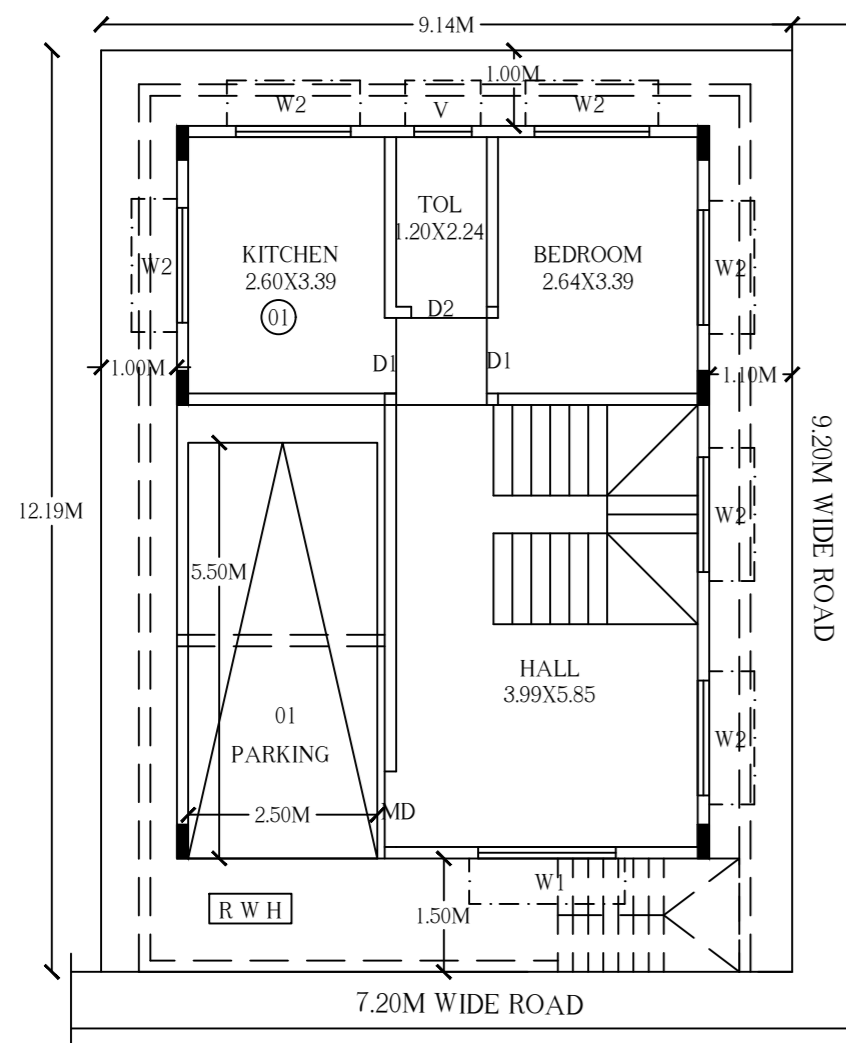 9.14M
1.00M
W2
V
W2
TOL
1.20X2.24
KITCHEN
2.60X3.39
01
BEDROOM
2.64X3.39
W2
W2
D2
D1
D1
1.00M
1.10M
9.20M WIDE ROAD
12.19M
W2
5.50M
HALL
3.99X5.85
01
PARKING
W2
2.50M
MD
W1
R W H
1.50M
7.20M WIDE ROAD